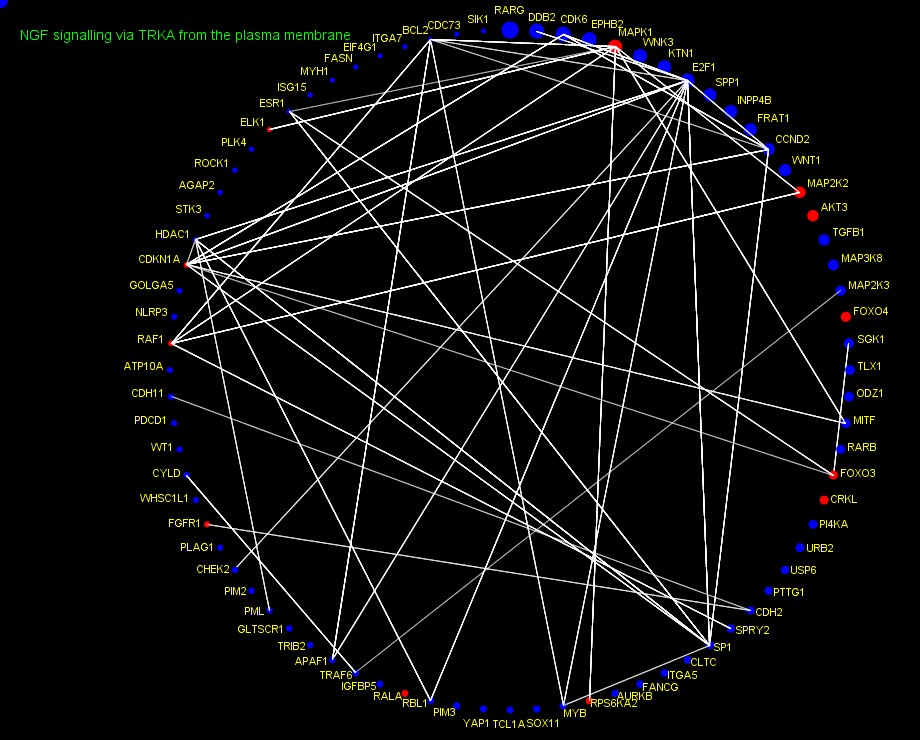 NGF signalling via TRKA from the plasma membrane
RARG
DDB2
CDK6
EPHB2
MAPK1
WNK3
KTN1
E2F1
SPP1
INPP4B
FRAT1
CCND2
WNT1
MAP2K2
AKT3
TGFB1
MAP3K8
MAP2K3
FOXO4
SGK1
TLX1
ODZ1
MITF
RARB
FOXO3
CRKL
PI4KA
URB2
USP6
PTTG1
CDH2
SPRY2
SP1
CLTC
ITGA5
FANCG
AURKB
RPS6KA2
MYB
SOX11
TCL1A
YAP1
PIM3
RBL1
RALA
IGFBP5
TRAF6
APAF1
TRIB2
GLTSCR1
PML
PIM2
CHEK2
PLAG1
FGFR1
WHSC1L1
CYLD
WT1
PDCD1
CDH11
ATP10A
RAF1
NLRP3
GOLGA5
CDKN1A
HDAC1
STK3
AGAP2
ROCK1
PLK4
ELK1
ESR1
ISG15
MYH1
FASN
EIF4G1
ITGA7
BCL2
CDC73
SIK1